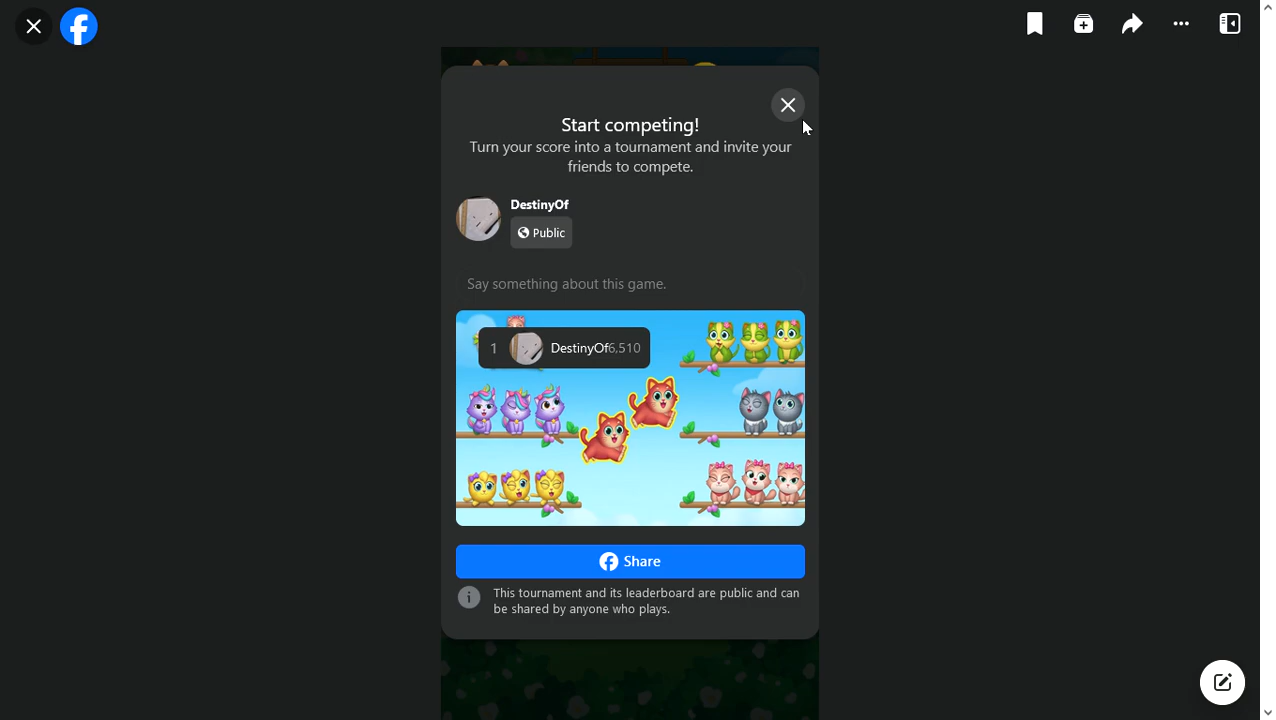 Start competing!
Turn your score into a tournament and invite your
friends to compete.
DestinyOf
Public
Say something about this game.
1 DestinyOf6,510
Share
This tournament and its leaderboard are public and can
be shared by anyone who plays.